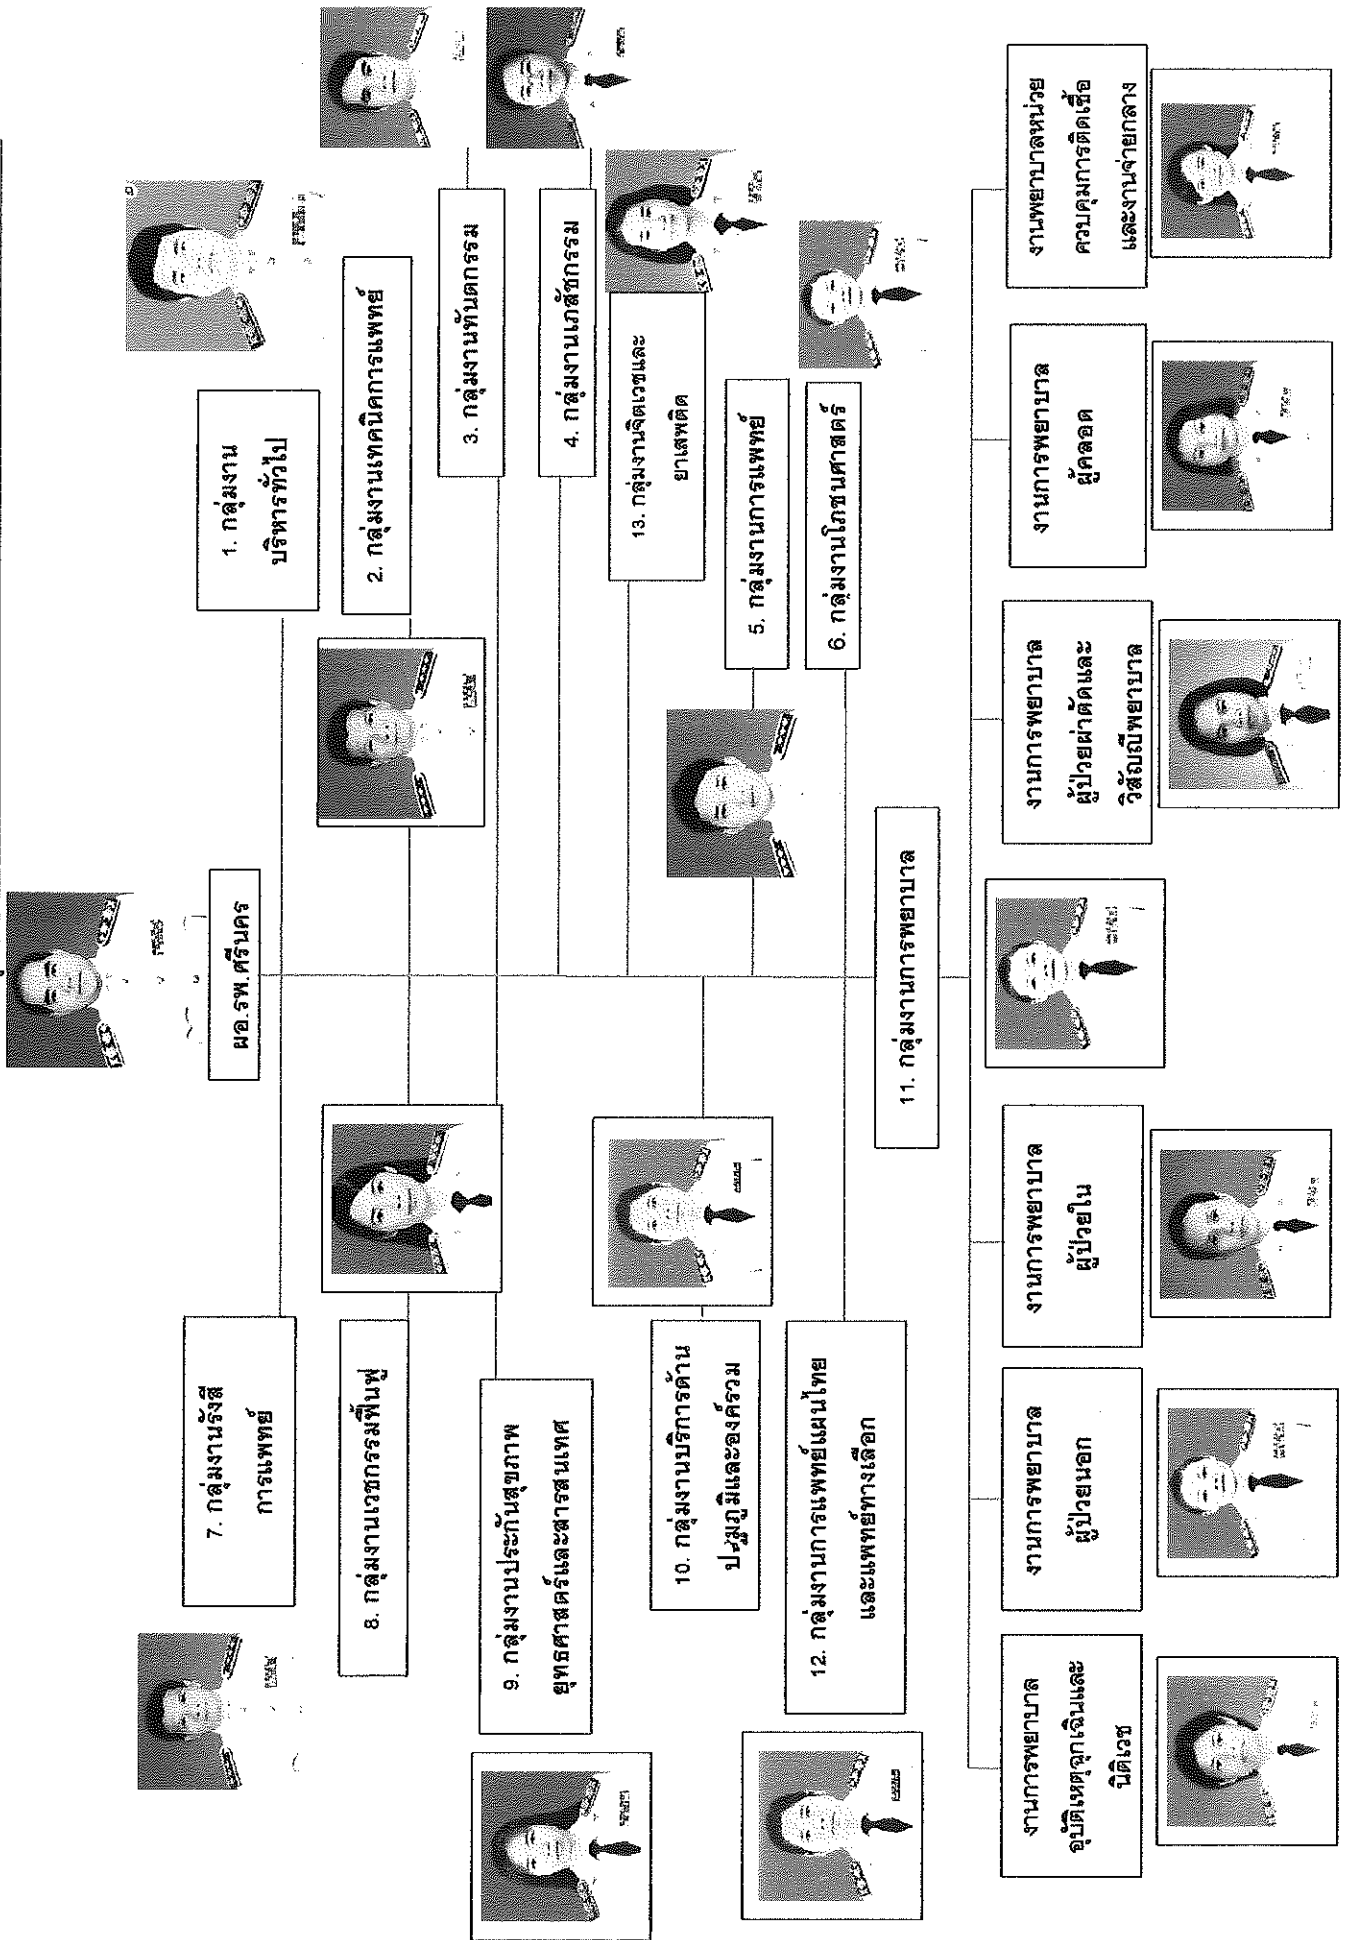 ผอ.รพ.ศรีนคร
7. กลุ่มงานรังสี
การแพทย์
1. กลุ่มงาน
บริหารทั่วไป
8. กลุ่มงานเวชกรรมฟื้นฟู
2. กลุ่มงานเทคนิคการแพทย์
9. กลุ่มงานประกันสุขภาพ
ยุทธศาสตร์และสารสนเทศ
3. กลุ่มงานทันตกรรม
4. กลุ่มงานเภสัชกรรม
13. กลุ่มงานจิตเวชและ
ยาเสพติด
10. กลุ่มงานบริการด้าน
ปฐมภูมิและองค์รวม
5. กลุ่มงานการแพทย์
12. กลุ่มงานการแพทย์แผนไทย
และแพทย์ทางเลือก
6. กลุ่มงานโภชนศาสตร์
11. กลุ่มงานการพยาบาล
งานการพยาบาล
อุบัติเหตุฉุกเฉินและ
นิติเวช
งานการพยาบาล
ผู้ป่วยนอก
งานการพยาบาล
ผู้ป่วยใน
งานการพยาบาล
ผู้ป่วยผ่าตัดและ
วิสัญญีพยาบาล
งานการพยาบาล
ผู้คลอด
งานพยาบาลหน่วย
ควบคุมการติดเชื้อ
และงานจ่ายกลาง